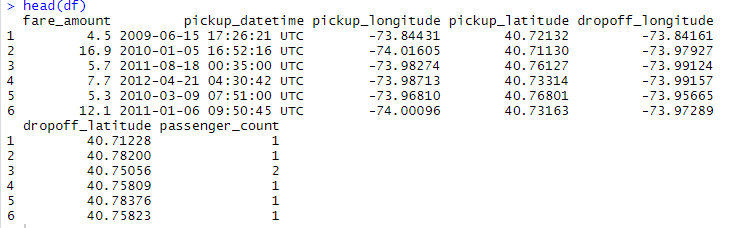 > head(df)
fare_amount pickup_datetime pickup_longitude pickup_latitude dropoff_longitude
1 4.5 2009-06-15 17:26:21 UTC -73.84431 40.72132 -73.84161
2 16.9 2010-01-05 16:52:16 UTC -74.01605 40.71130 -73.97927
3 5.7 2011-08-18 00:35:00 UTC -73.98274 40.76127 -73.99124
4 7.7 2012-04-21 04:30:42 UTC -73.98713 40.73314 -73.99157
5 5.3 2010-03-09 07:51:00 UTC -73.96810 40.76801 -73.95665
6 12.1 2011-01-06 09:50:45 UTC -74.00096 40.73163 -73.97289
dropoff_latitude passenger_count
1 40.71228 1
2 40.78200 1
3 40.75056 2
4 40.75809 1
5 40.78376 1
6 40.75823 1